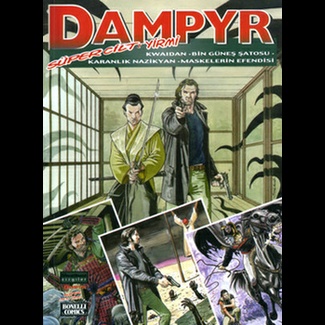 DAMPYR
SÜPER CİLT - YİRMİ
KWAIDAN - BİN GÜNEŞ ŞATOSU -
KARANLIK NAZİKYAN - MASKELERİN EFENDİSİ
BONELLI
COMICS